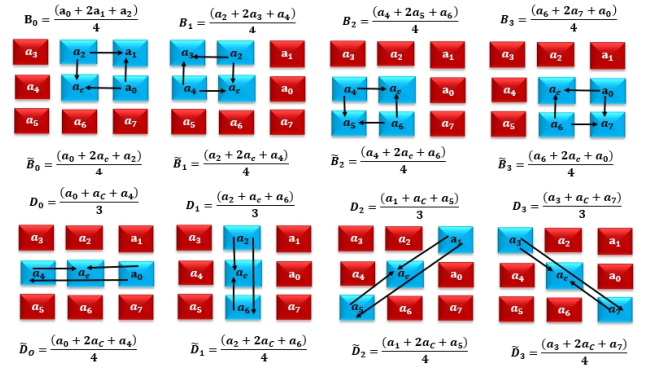 B₀ = (a₀ + 2a₁ + a₂)/4
B₁ = (a₂ + 2a₃ + a₄)/4
B₂ = (a₄ + 2a₅ + a₆)/4
B₃ = (a₆ + 2a₇ + a₀)/4
a₃ a₂ a₁
a₄ a꜀ a₀
a₅ a₆ a₇
a₃ a₂ a₁
a₄ a꜀ a₀
a₅ a₆ a₇
a₃ a₂ a₁
a₄ a꜀ a₀
a₅ a₆ a₇
a₃ a₂ a₁
a₄ a꜀ a₀
a₅ a₆ a₇
B̃₀ = (a₀ + 2a꜀ + a₂)/4
B̃₁ = (a₂ + 2a꜀ + a₄)/4
B̃₂ = (a₄ + 2a꜀ + a₆)/4
B̃₃ = (a₆ + 2a꜀ + a₀)/4
D₀ = (a₀ + a_C + a₄)/3
D₁ = (a₂ + a꜀ + a₆)/3
D₂ = (a₁ + a_C + a₅)/3
D₃ = (a₃ + a_C + a₇)/3
a₃ a₂ a₁
a₄ a꜀ a₀
a₅ a₆ a₇
a₃ a₂ a₁
a₄ a꜀ a₀
a₅ a₆ a₇
a₃ a₂ a₁
a₄ a꜀ a₀
a₅ a₆ a₇
a₃ a₂ a₁
a₄ a꜀ a₀
a₅ a₆ a₇
D̃₀ = (a₀ + 2a_C + a₄)/4
D̃₁ = (a₂ + 2a_C + a₆)/4
D̃₂ = (a₁ + 2a_C + a₅)/4
D̃₃ = (a₃ + 2a_C + a₇)/4